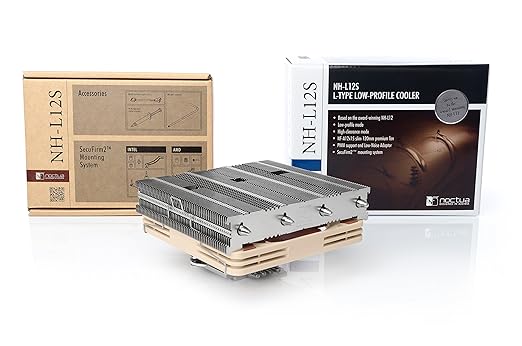 NH-L12S
Accessories
SecuFirm2™
Mounting
System
INTEL
AMD
noctua
NH-L12S
NH-L12S
L-TYPE LOW-PROFILE COOLER
• Based on the award-winning NH-L12
• Low-profile mode
• High-clearance mode
• NF-A12x15 slim 120mm premium fan
• PWM support and Low-Noise Adaptor
• SecuFirm2™ mounting system
noctua